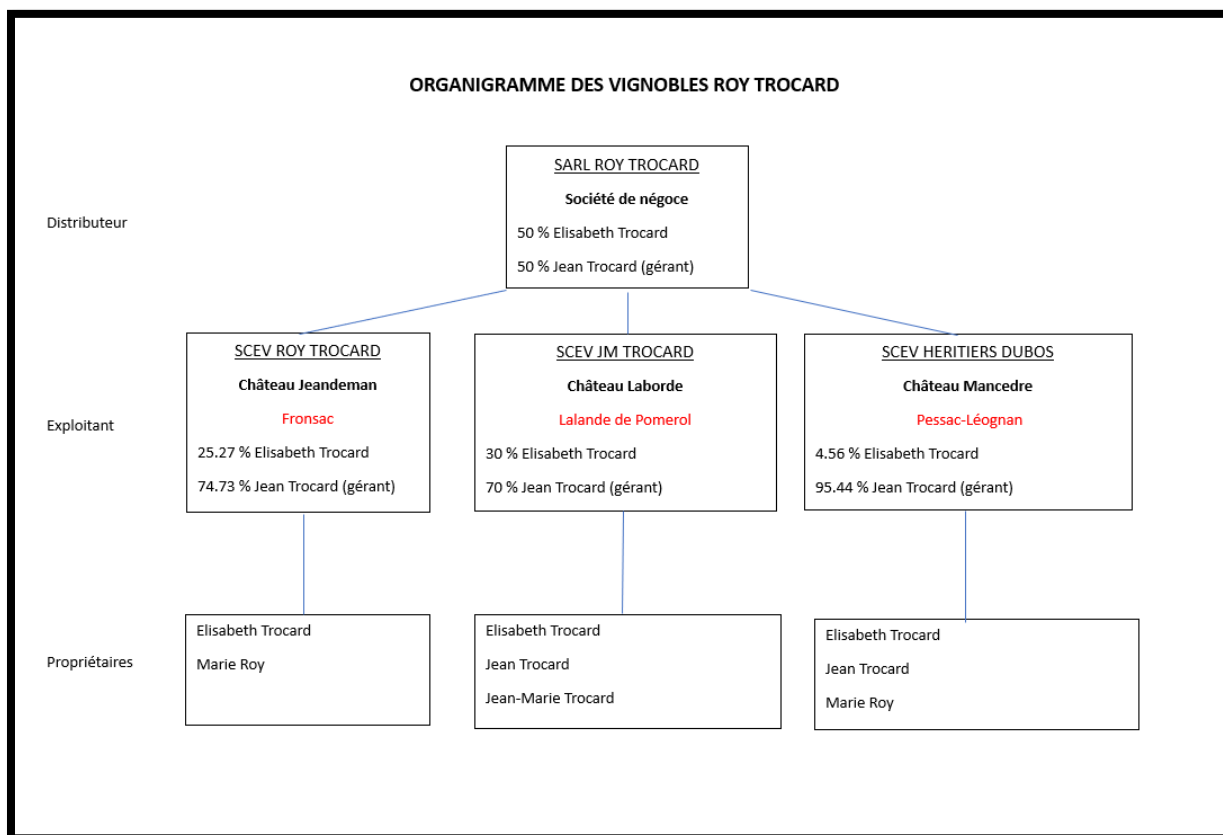 ORGANIGRAMME DES VIGNOBLES ROY TROCARD
Distributeur
SARL ROY TROCARD
Société de négoce
50 % Elisabeth Trocard
50 % Jean Trocard (gérant)
Exploitant
SCEV ROY TROCARD
Château Jeandeman
Fronsac
25.27 % Elisabeth Trocard
74.73 % Jean Trocard (gérant)
SCEV JM TROCARD
Château Laborde
Lalande de Pomerol
30 % Elisabeth Trocard
70 % Jean Trocard (gérant)
SCEV HERITIERS DUBOS
Château Mancedre
Pessac-Léognan
4.56 % Elisabeth Trocard
95.44 % Jean Trocard (gérant)
Propriétaires
Elisabeth Trocard
Marie Roy
Elisabeth Trocard
Jean Trocard
Jean-Marie Trocard
Elisabeth Trocard
Jean Trocard
Marie Roy